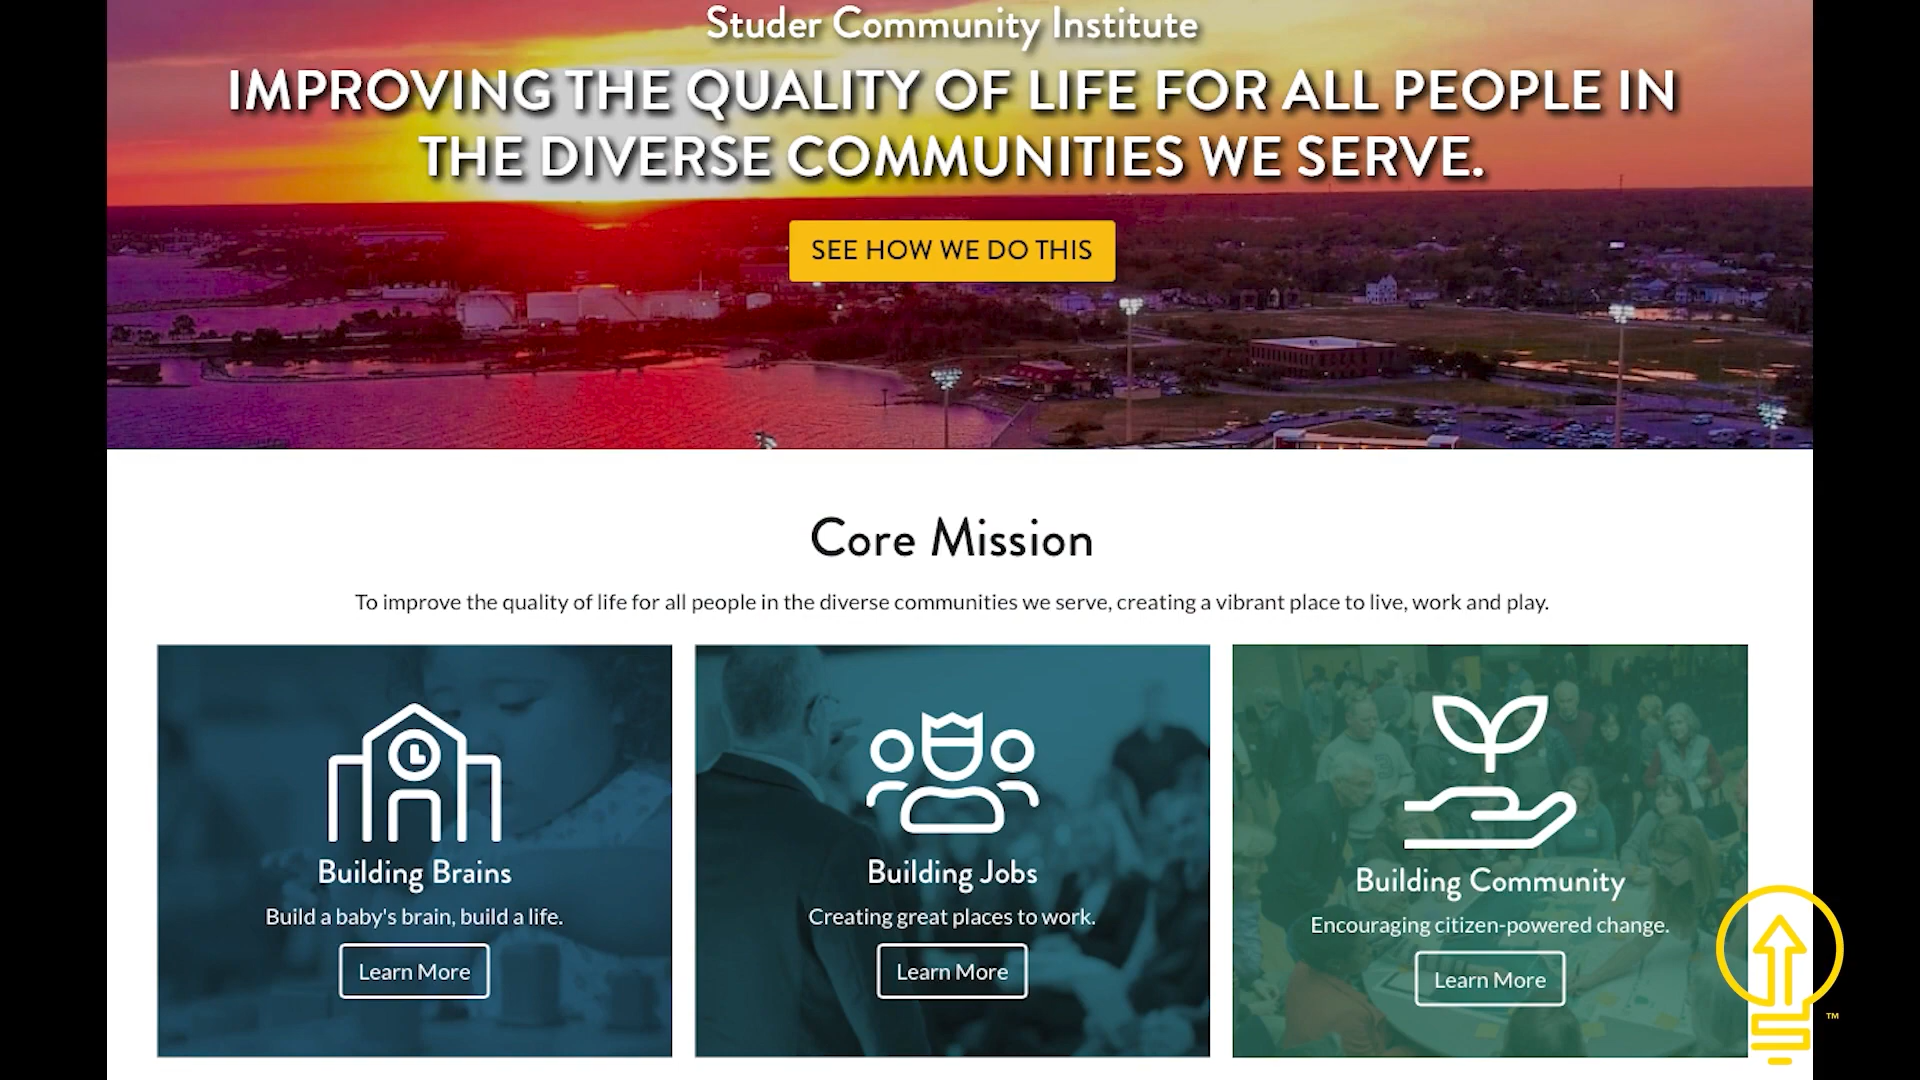 Studer Community Institute
IMPROVING THE QUALITY OF LIFE FOR ALL PEOPLE IN
THE DIVERSE COMMUNITIES WE SERVE.
SEE HOW WE DO THIS
Core Mission
To improve the quality of life for all people in the diverse communities we serve, creating a vibrant place to live, work and play.
Building Brains
Build a baby's brain, build a life.
Learn More
Building Jobs
Creating great places to work.
Learn More
Building Community
Encouraging citizen-powered change.
Learn More
™